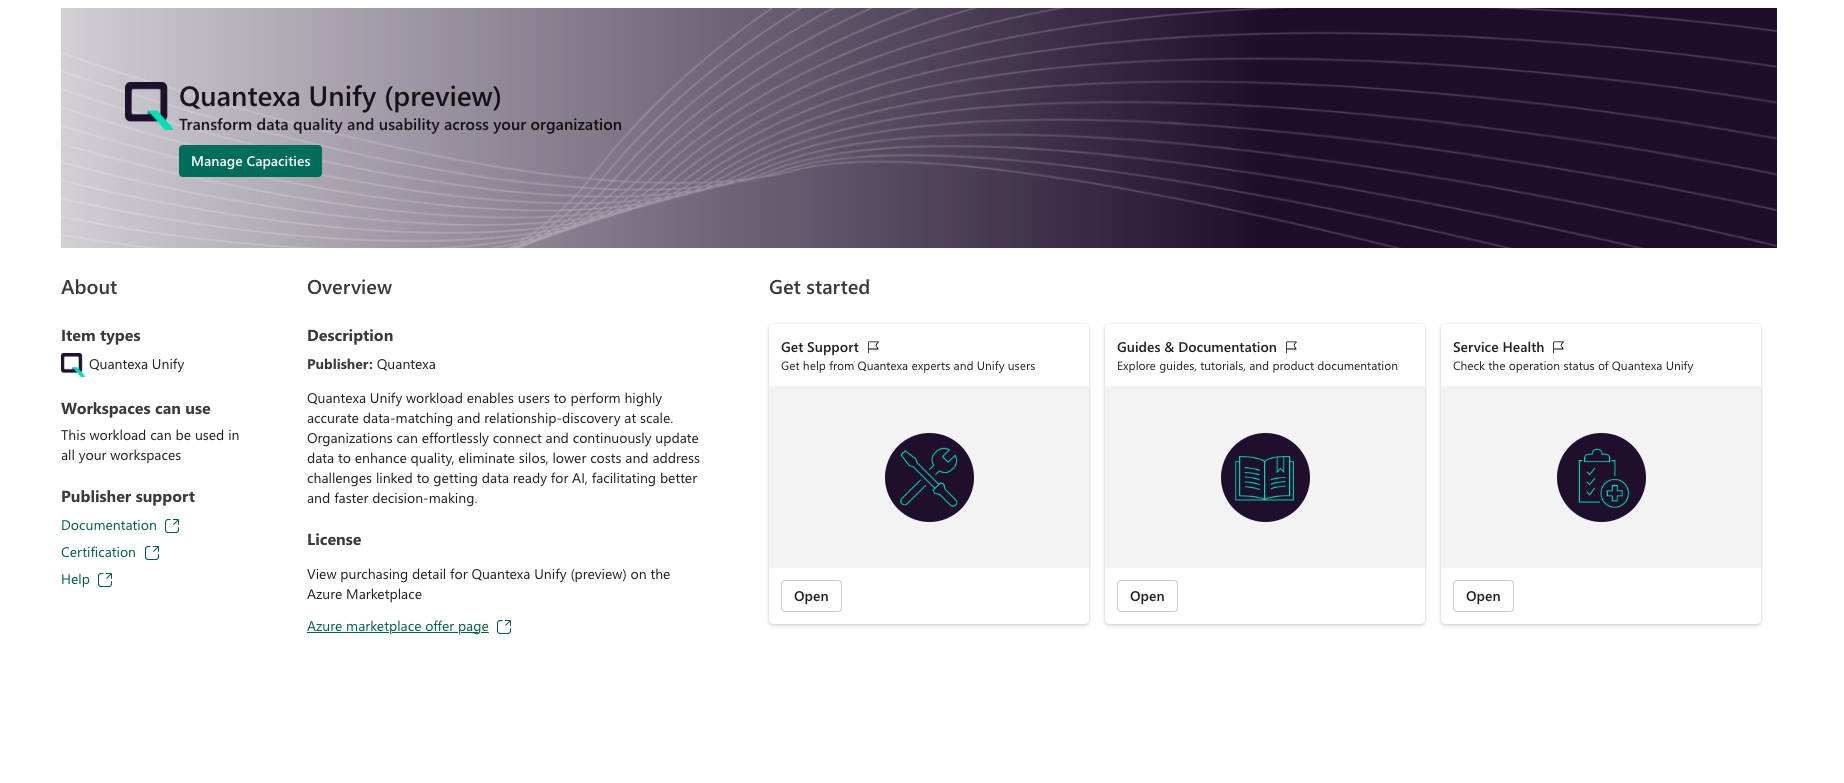 Quantexa Unify (preview)
Transform data quality and usability across your organization
Manage Capacities
About
Item types
Quantexa Unify
Workspaces can use
This workload can be used in
all your workspaces
Publisher support
Documentation
Certification
Help
Overview
Description
Publisher: Quantexa
Quantexa Unify workload enables users to perform highly
accurate data-matching and relationship-discovery at scale.
Organizations can effortlessly connect and continuously update
data to enhance quality, eliminate silos, lower costs and address
challenges linked to getting data ready for AI, facilitating better
and faster decision-making.
License
View purchasing detail for Quantexa Unify (preview) on the
Azure Marketplace
Azure marketplace offer page
Get started
Get Support
Get help from Quantexa experts and Unify users
Open
Guides & Documentation
Explore guides, tutorials, and product documentation
Open
Service Health
Check the operation status of Quantexa Unify
Open